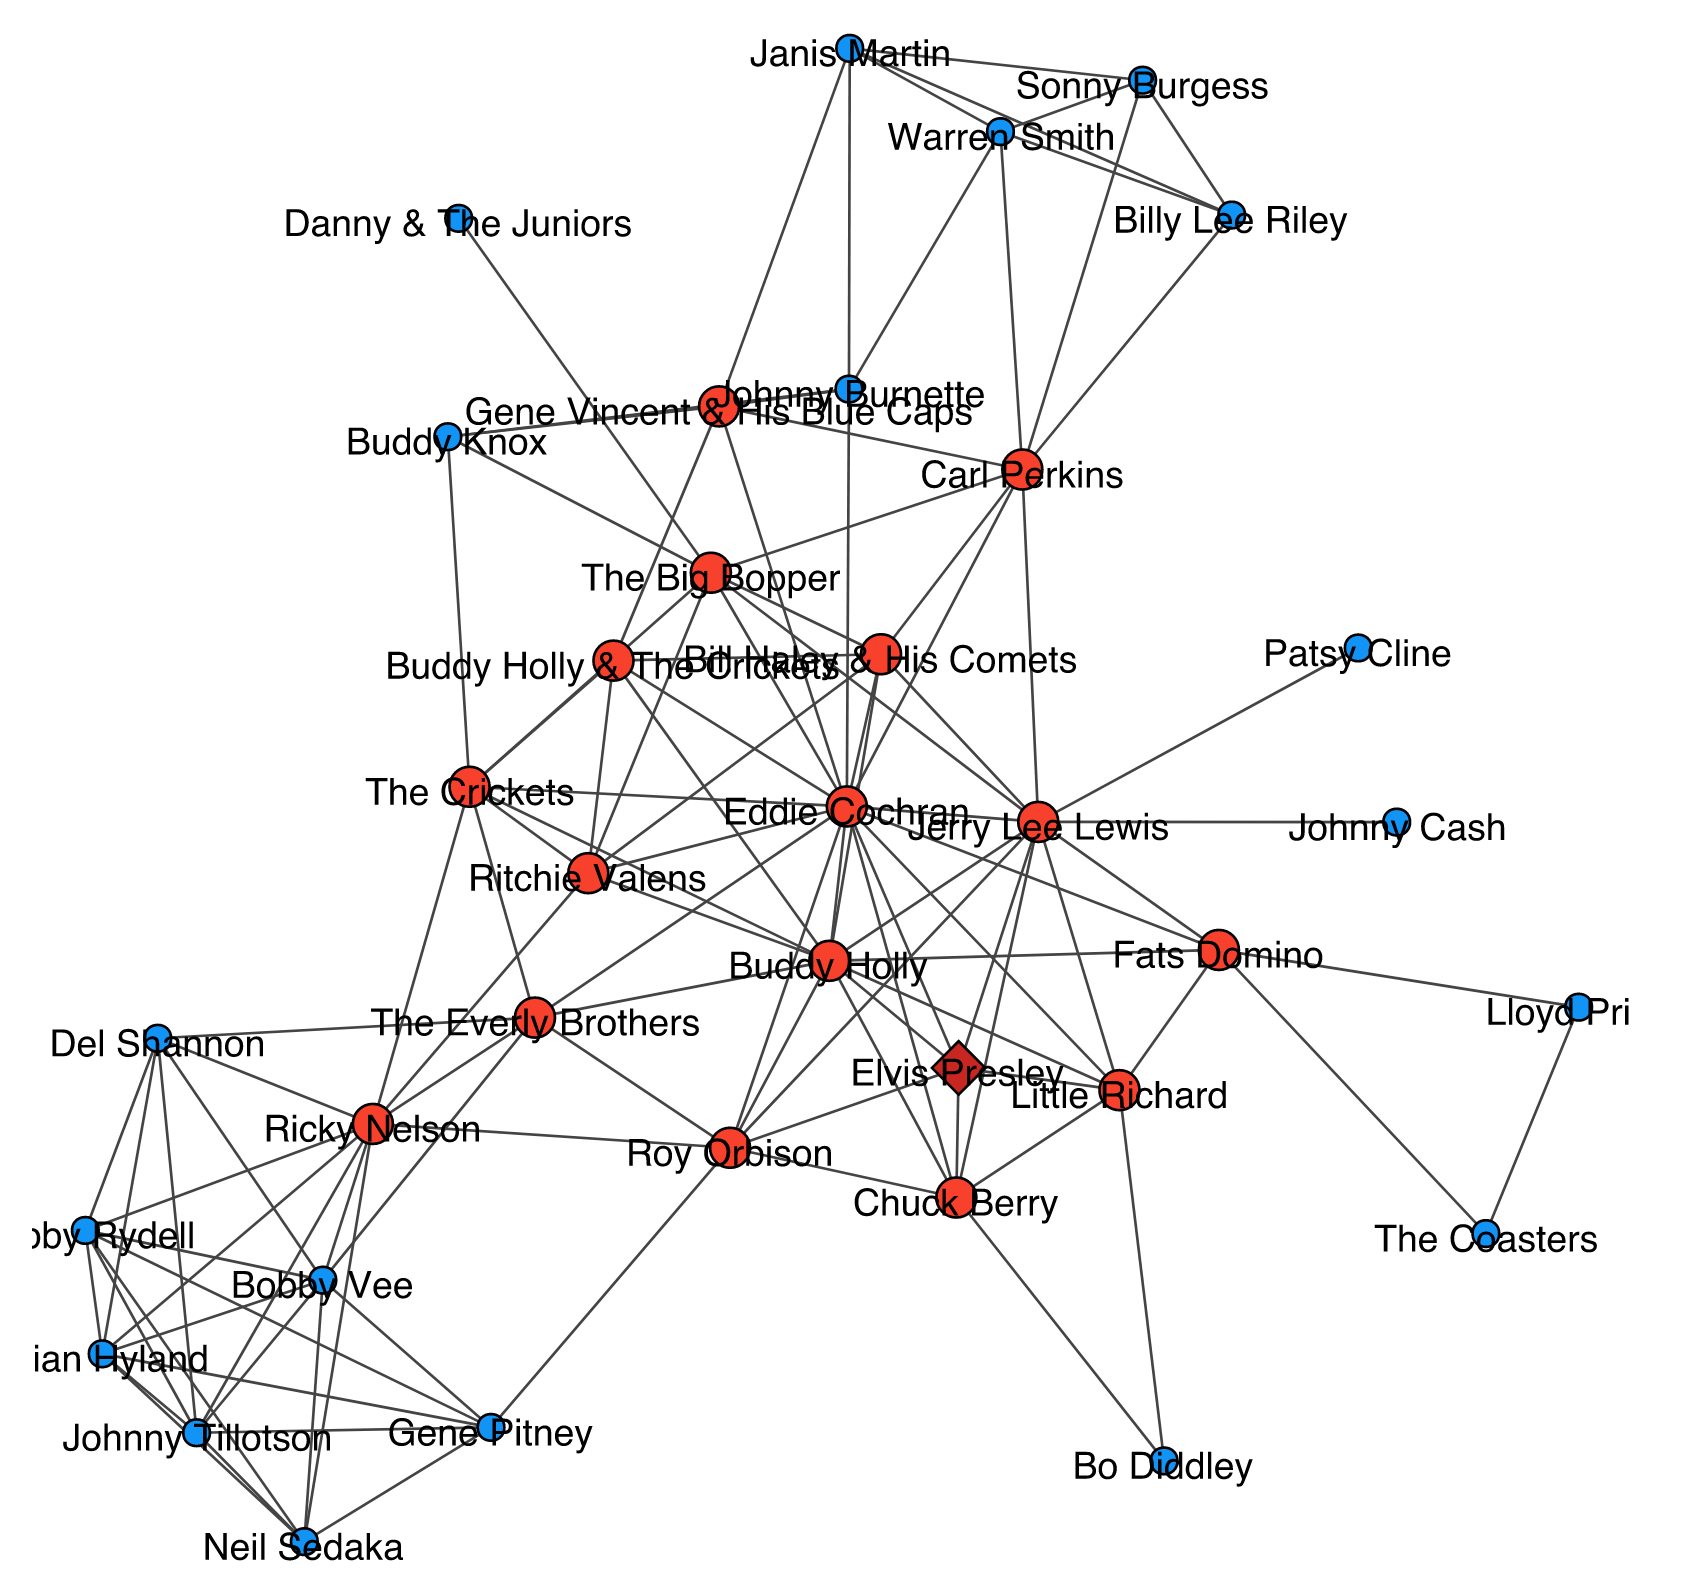 Janis Martin
Sonny Burgess
Warren Smith
Billy Lee Riley
Danny & The Juniors
Johnny Burnette
Gene Vincent & His Blue Caps
Buddy Knox
Carl Perkins
The Big Bopper
Patsy Cline
Bill Haley & His Comets
Buddy Holly & The Crickets
The Crickets
Eddie Cochran
Jerry Lee Lewis
Johnny Cash
Ritchie Valens
Fats Domino
Buddy Holly
Lloyd Pri
The Everly Brothers
Del Shannon
Elvis Presley
Little Richard
Ricky Nelson
Roy Orbison
Chuck Berry
oby Rydell
The Coasters
Bobby Vee
ian Hyland
Gene Pitney
Johnny Tillotson
Bo Diddley
Neil Sedaka